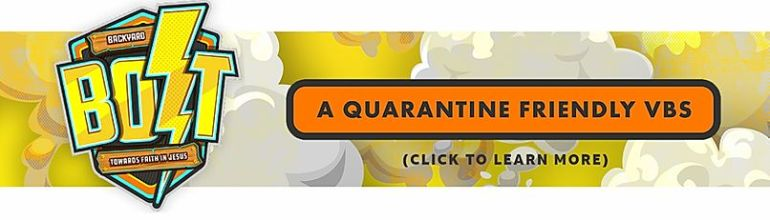 BACKYARD
BOLT
TOWARDS FAITH IN JESUS
A QUARANTINE FRIENDLY VBS
(CLICK TO LEARN MORE)